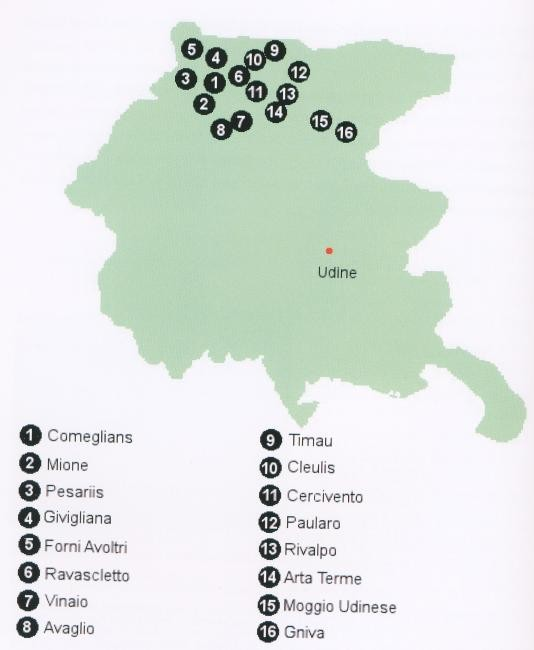 5
4
10
9
3
1
6
12
11
13
2
14
8
7
15
16
Udine
1 Comeglians
2 Mione
3 Pesariis
4 Givigliana
5 Forni Avoltri
6 Ravascletto
7 Vinaio
8 Avaglio
9 Timau
10 Cleulis
11 Cercivento
12 Paularo
13 Rivalpo
14 Arta Terme
15 Moggio Udinese
16 Gniva